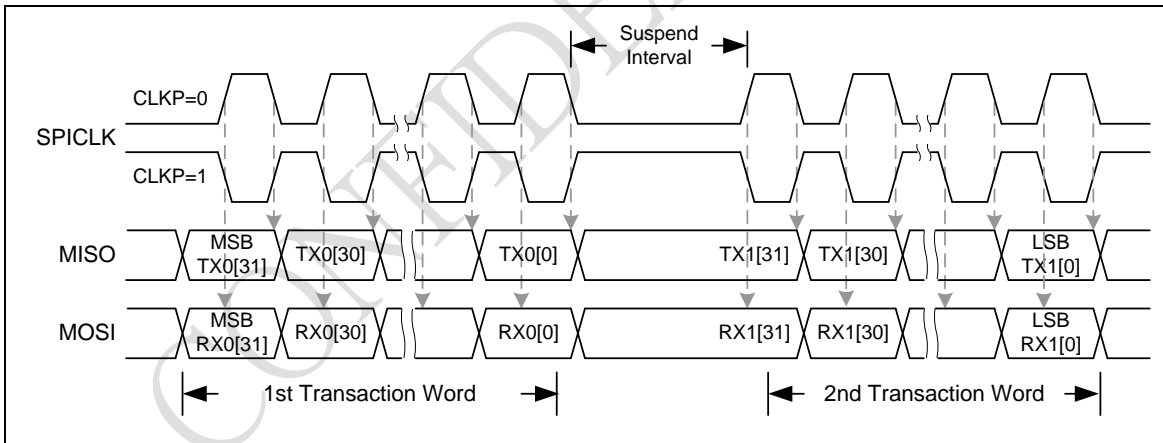 CONFIDE
Suspend
Interval
CLKP=0
SPICLK
CLKP=1
MISO
MSB
TX0[31]
TX0[30]
TX0[0]
TX1[31]
TX1[30]
LSB
TX1[0]
MOSI
MSB
RX0[31]
RX0[30]
RX0[0]
RX1[31]
RX1[30]
LSB
RX1[0]
1st Transaction Word
2nd Transaction Word